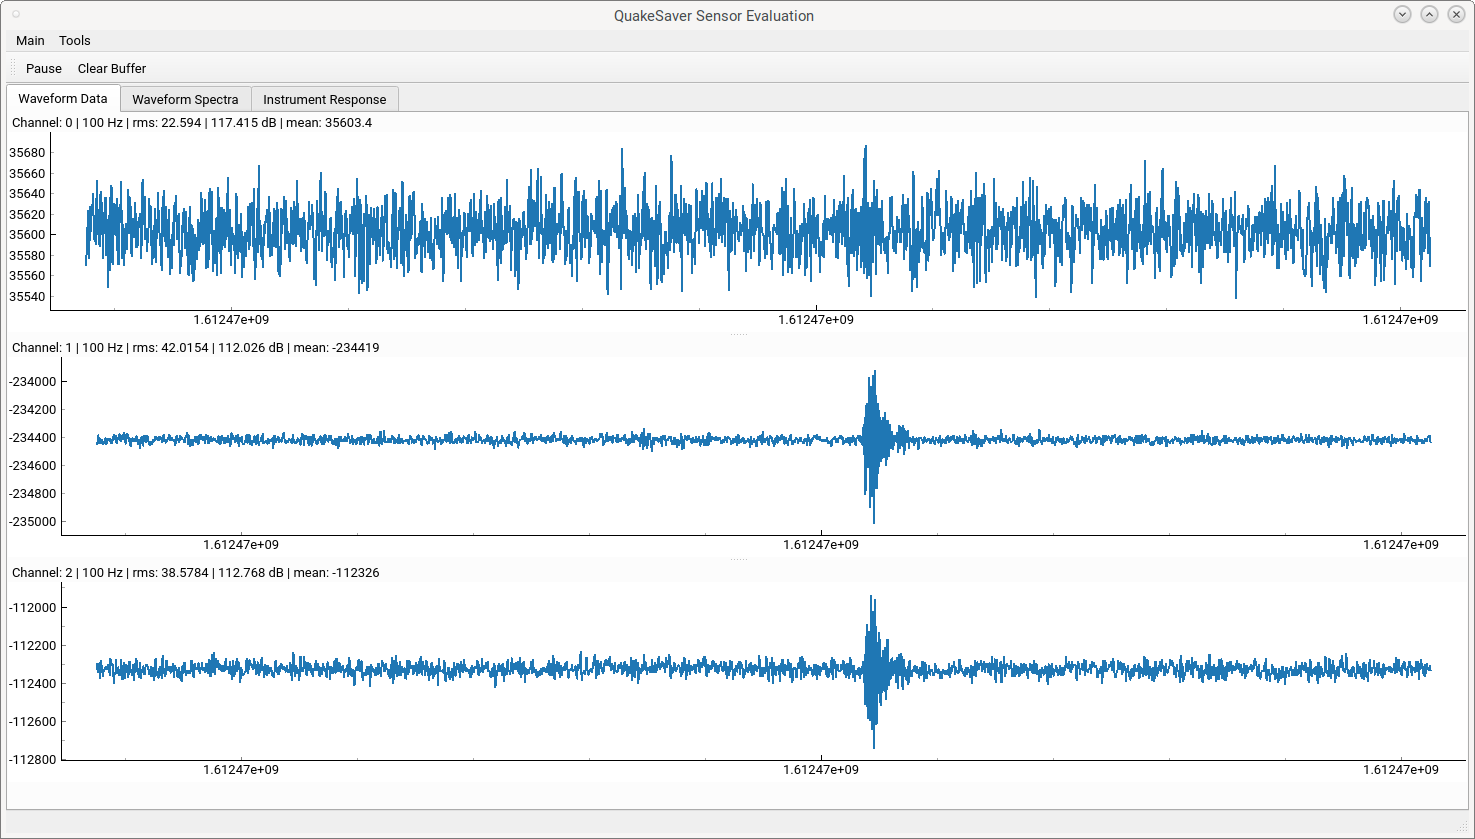 QuakeSaver Sensor Evaluation
Main Tools
Pause Clear Buffer
Waveform Data Waveform Spectra Instrument Response
Channel: 0 | 100 Hz | rms: 22.594 | 117.415 dB | mean: 35603.4
35680
35660
35640
35620
35600
35580
35560
35540
1.61247e+09 1.61247e+09 1.61247e+09
Channel: 1 | 100 Hz | rms: 42.0154 | 112.026 dB | mean: -234419
-234000
-234200
-234400
-234600
-234800
-235000
1.61247e+09 1.61247e+09 1.61247e+09
Channel: 2 | 100 Hz | rms: 38.5784 | 112.768 dB | mean: -112326
-112000
-112200
-112400
-112600
-112800
1.61247e+09 1.61247e+09 1.61247e+09